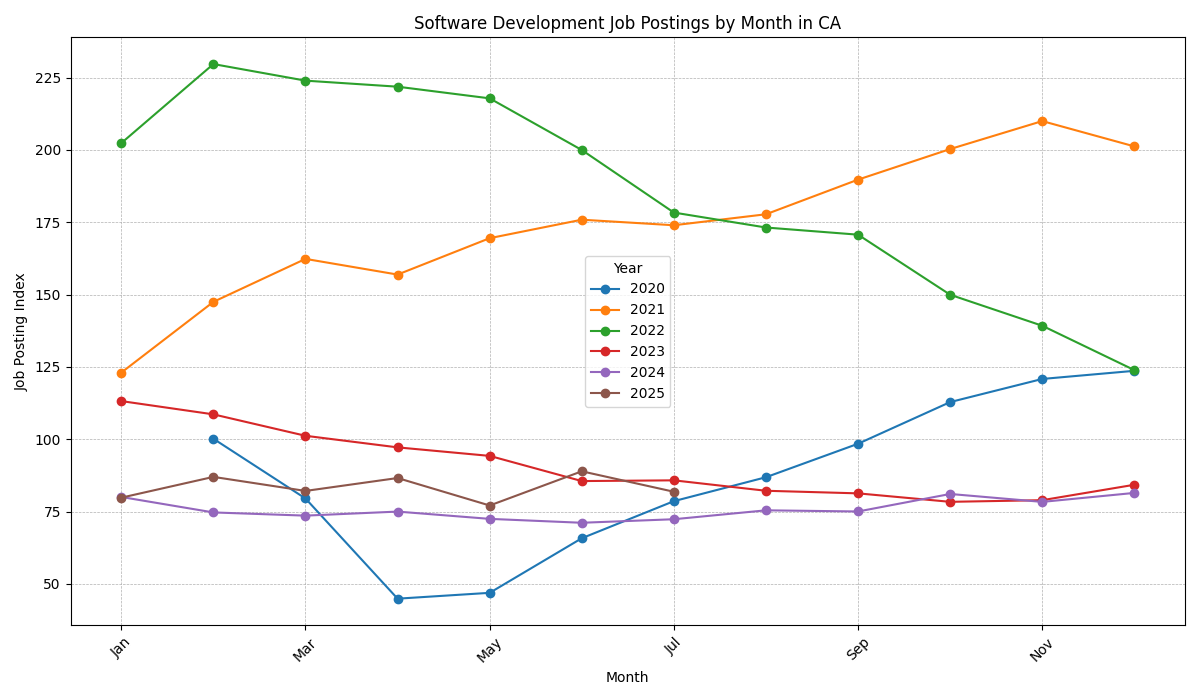 Software Development Job Postings by Month in CA
Job Posting Index
225
200
175
150
125
100
75
50
Year
2020
2021
2022
2023
2024
2025
Jan
Mar
May
Jul
Sep
Nov
Month